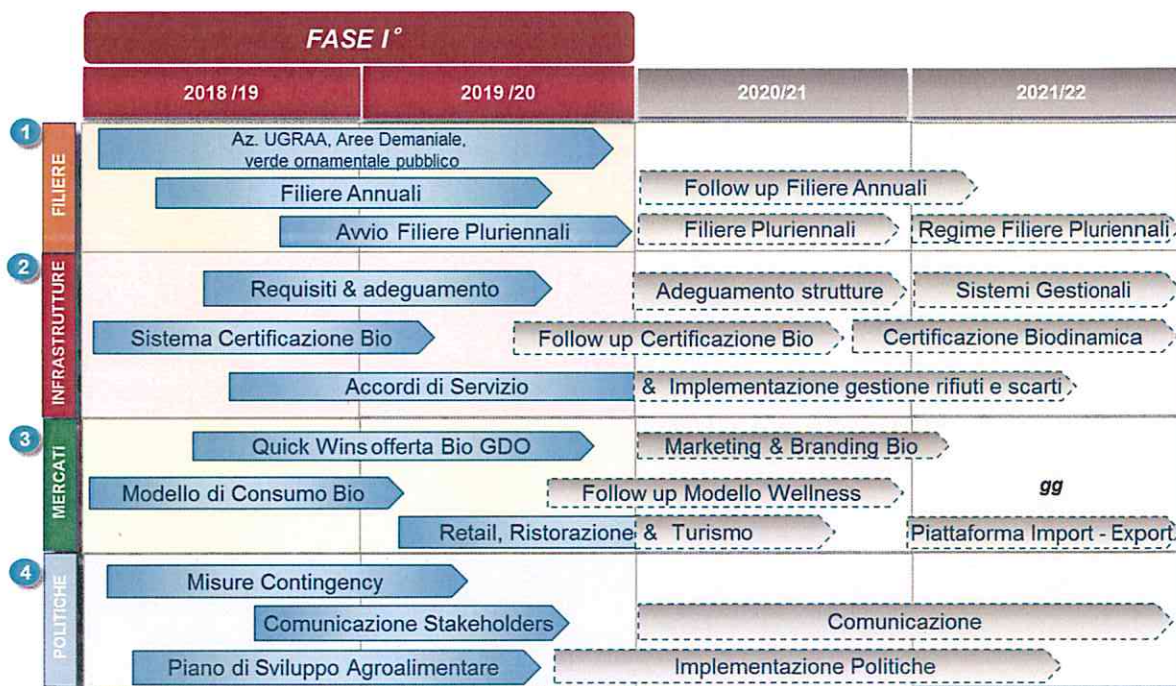 FASE I°
2018 /19
2019 /20
2020/21
2021/22
1
FILIERE
Az. UGRAA, Aree Demaniale,
verde ornamentale pubblico
Filiere Annuali
Follow up Filiere Annuali
Avvio Filiere Pluriennali
Filiere Pluriennali
Regime Filiere Pluriennali
2
INFRASTRUTTURE
Requisiti & adeguamento
Adeguamento strutture
Sistemi Gestionali
Sistema Certificazione Bio
Follow up Certificazione Bio
Certificazione Biodinamica
Accordi di Servizio
& Implementazione gestione rifiuti e scarti
3
MERCATI
Quick Wins offerta Bio GDO
Marketing & Branding Bio
Modello di Consumo Bio
Follow up Modello Wellness
gg
Retail, Ristorazione & Turismo
Piattaforma Import - Export
4
POLITICHE
Misure Contingency
Comunicazione Stakeholders
Comunicazione
Piano di Sviluppo Agroalimentare
Implementazione Politiche